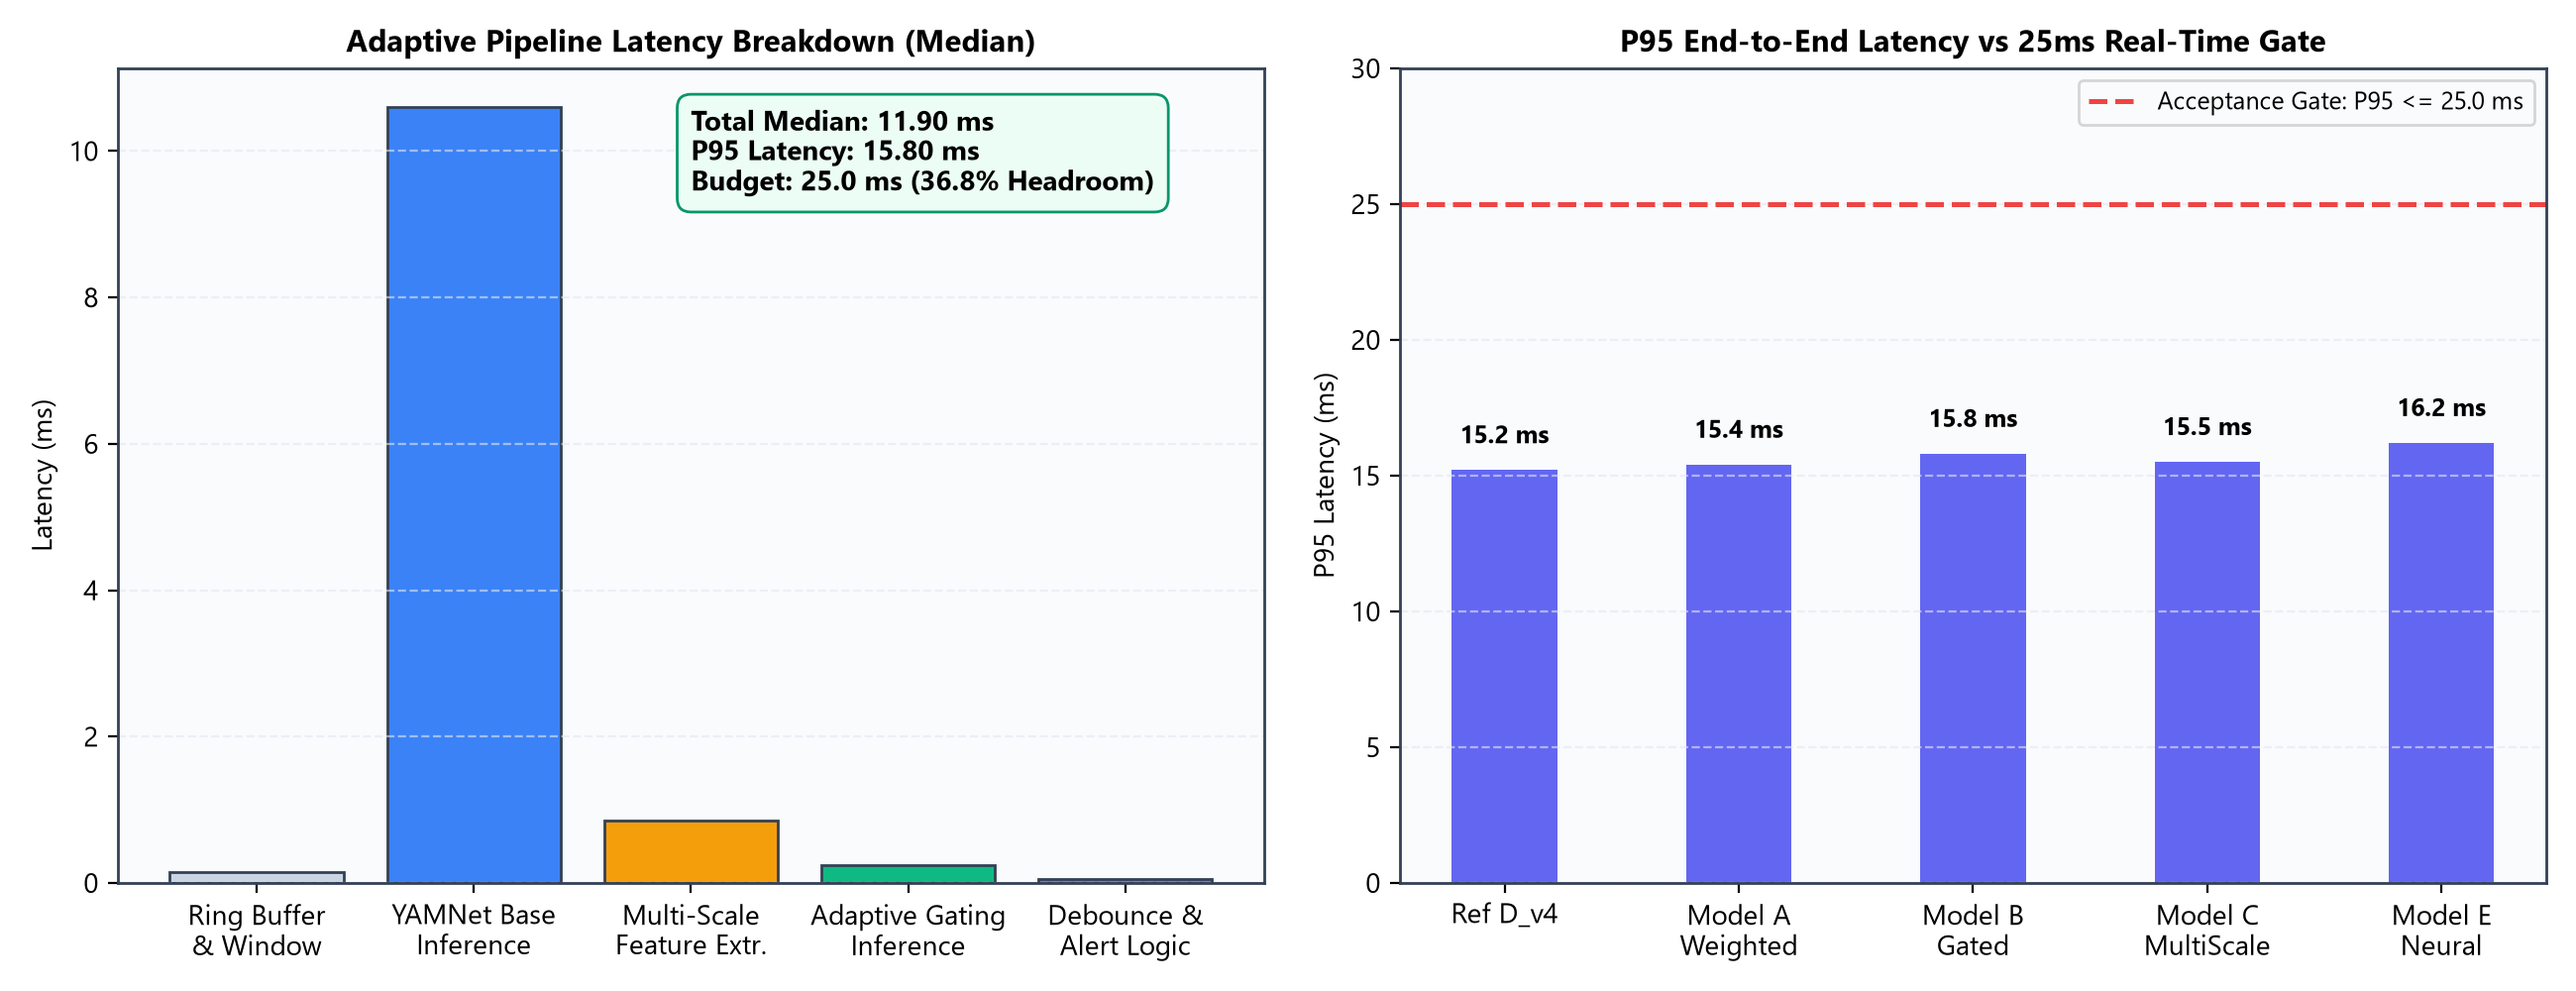 Adaptive Pipeline Latency Breakdown (Median)
Latency (ms)
10
8
6
4
2
0
Total Median: 11.90 ms
P95 Latency: 15.80 ms
Budget: 25.0 ms (36.8% Headroom)
Ring Buffer
& Window
YAMNet Base
Inference
Multi-Scale
Feature Extr.
Adaptive Gating
Inference
Debounce &
Alert Logic
P95 End-to-End Latency vs 25ms Real-Time Gate
P95 Latency (ms)
30
25
20
15
10
5
0
Acceptance Gate: P95 <= 25.0 ms
15.2 ms
15.4 ms
15.8 ms
15.5 ms
16.2 ms
Ref D_v4
Model A
Weighted
Model B
Gated
Model C
MultiScale
Model E
Neural